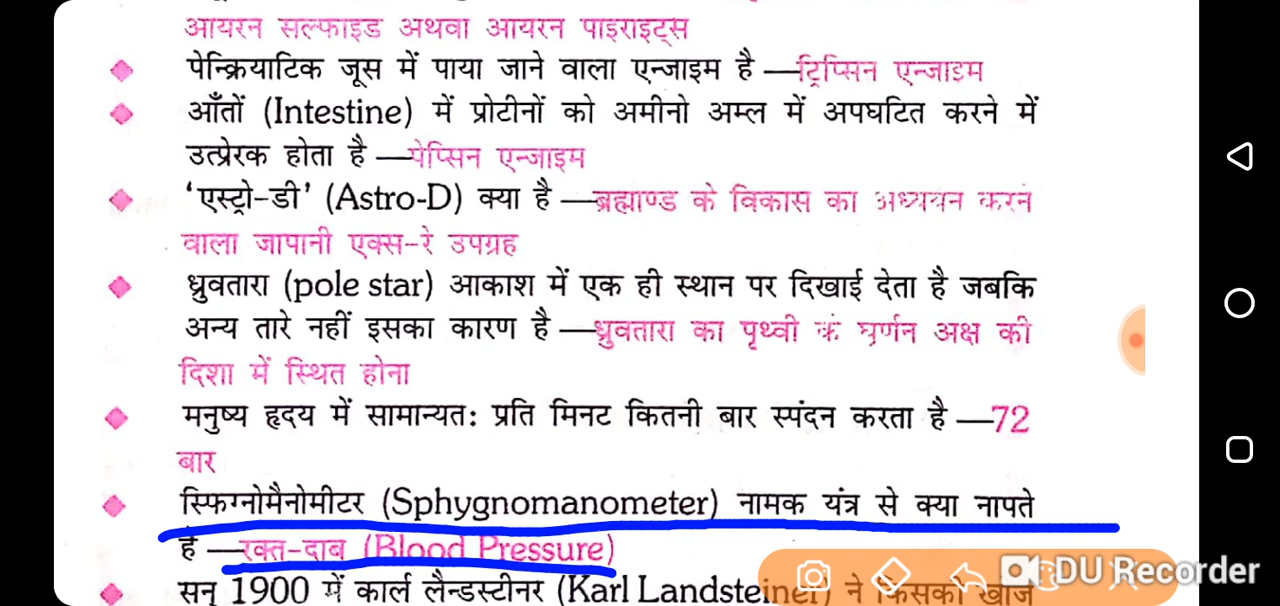 आयरन सल्फाइड अथवा आयरन पाइराइट्स
पेन्क्रियाटिक जूस में पाया जाने वाला एन्जाइम है —ट्रिप्सिन एन्जाइम
आँतों (Intestine) में प्रोटीनों को अमीनो अम्ल में अपघटित करने में
उत्प्रेरक होता है —पेप्सिन एन्जाइम
‘एस्ट्रो-डी’ (Astro-D) क्या है —ब्रह्माण्ड के विकास का अध्ययन करने
वाला जापानी एक्स-रे उपग्रह
ध्रुवतारा (pole star) आकाश में एक ही स्थान पर दिखाई देता है जबकि
अन्य तारे नहीं इसका कारण है —ध्रुवतारा का पृथ्वी के घूर्णन अक्ष की
दिशा में स्थित होना
मनुष्य हृदय में सामान्यत: प्रति मिनट कितनी बार स्पंदन करता है —72
बार
स्फिग्नोमैनोमीटर (Sphygnomanometer) नामक यंत्र से क्या नापते
है —रक्त-दाब (Blood Pressure)
सन् 1900 में कार्ल लैन्डस्टीनर (Karl Landsteiner) ने किसकी खोज
DU Recorder